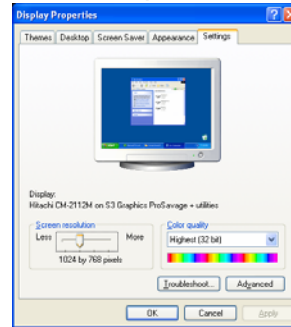 Display Properties
Themes Desktop Screen Saver Appearance Settings
Display:
Hitachi CM-2112M on S3 Graphics ProSavage + utilities
Screen resolution
Less More
1024 by 768 pixels
Color quality
Highest (32 bit)
Troubleshoot... Advanced
OK Cancel Apply